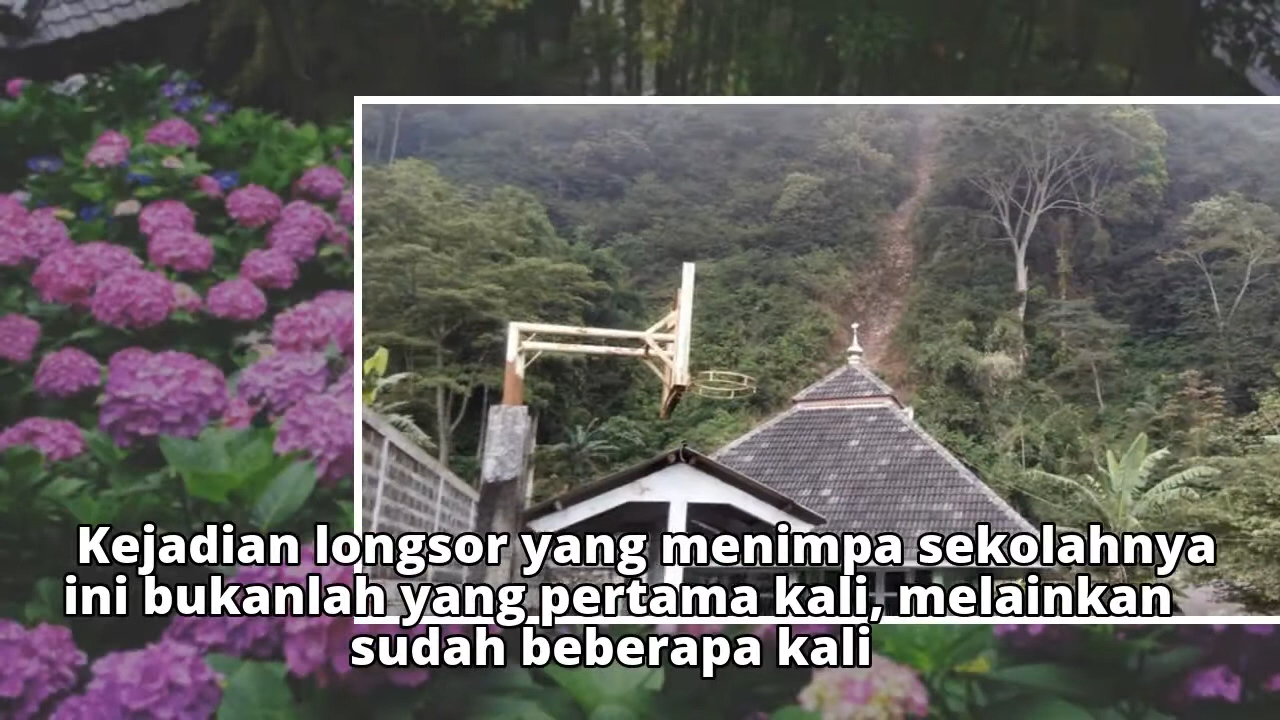 Kejadian longsor yang menimpa sekolahnya
ini bukanlah yang pertama kali, melainkan
sudah beberapa kali